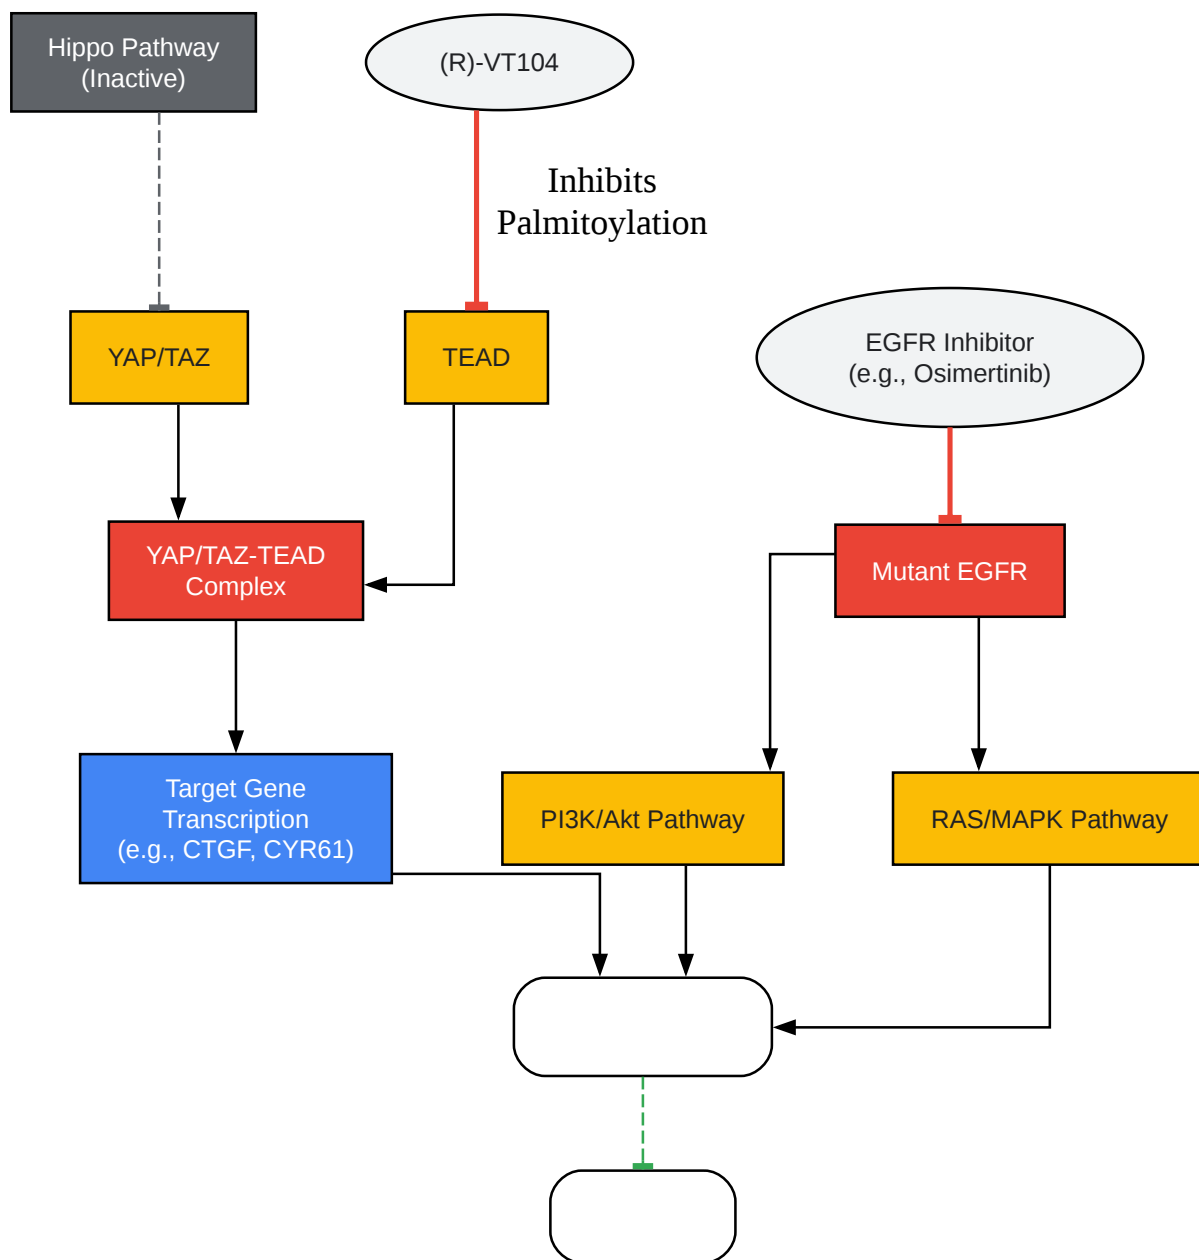 Hippo Pathway
(Inactive)
(R)-VT104
Inhibits
Palmitoylation
YAP/TAZ
TEAD
EGFR Inhibitor
(e.g., Osimertinib)
YAP/TAZ-TEAD
Complex
Mutant EGFR
Target Gene
Transcription
(e.g., CTGF, CYR61)
PI3K/Akt Pathway
RAS/MAPK Pathway